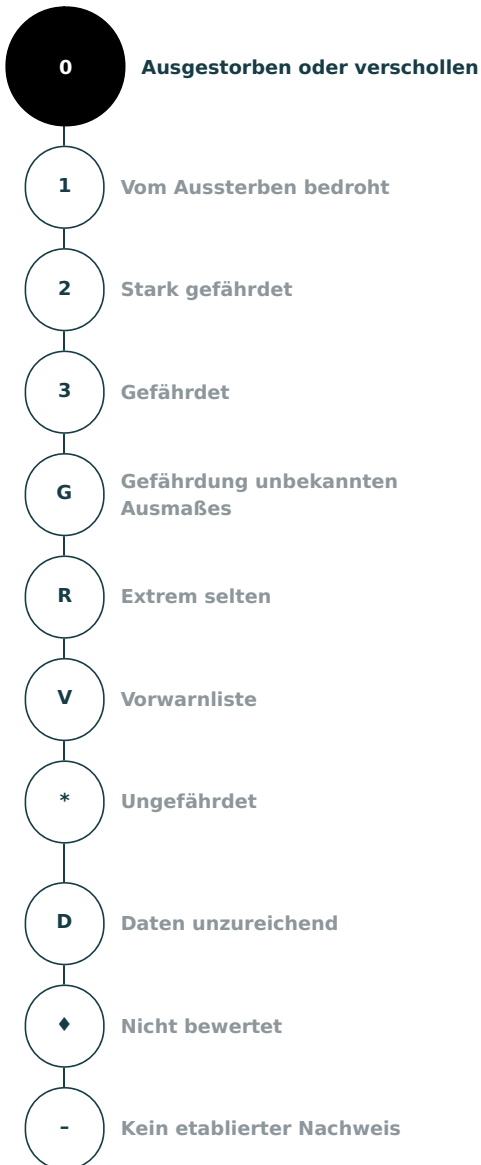 0 Ausgestorben oder verschollen
1 Vom Aussterben bedroht
2 Stark gefährdet
3 Gefährdet
G Gefährdung unbekannten
Ausmaßes
R Extrem selten
V Vorwarnliste
* Ungefährdet
D Daten unzureichend
♦ Nicht bewertet
– Kein etablierter Nachweis